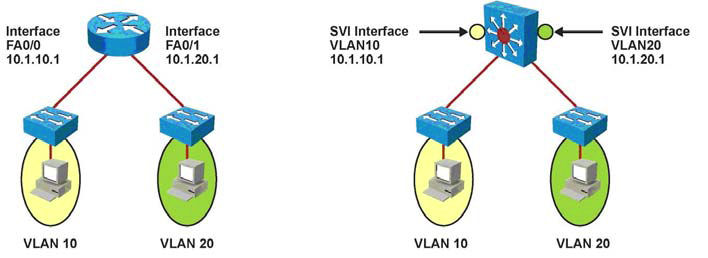 Interface
FA0/0
10.1.10.1
Interface
FA0/1
10.1.20.1
VLAN 10
VLAN 20
SVI Interface
VLAN10
10.1.10.1
SVI Interface
VLAN20
10.1.20.1
VLAN 10
VLAN 20